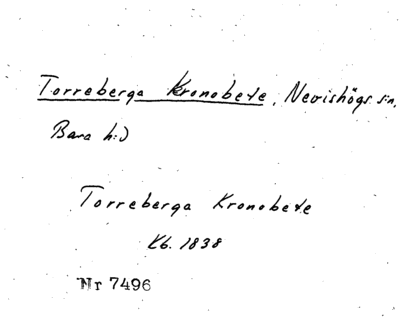 Torreberga Kronobete, Nevishögs s:n,
Bara h:d
Torreberga Kronobete
Kb. 1838
Nr 7496